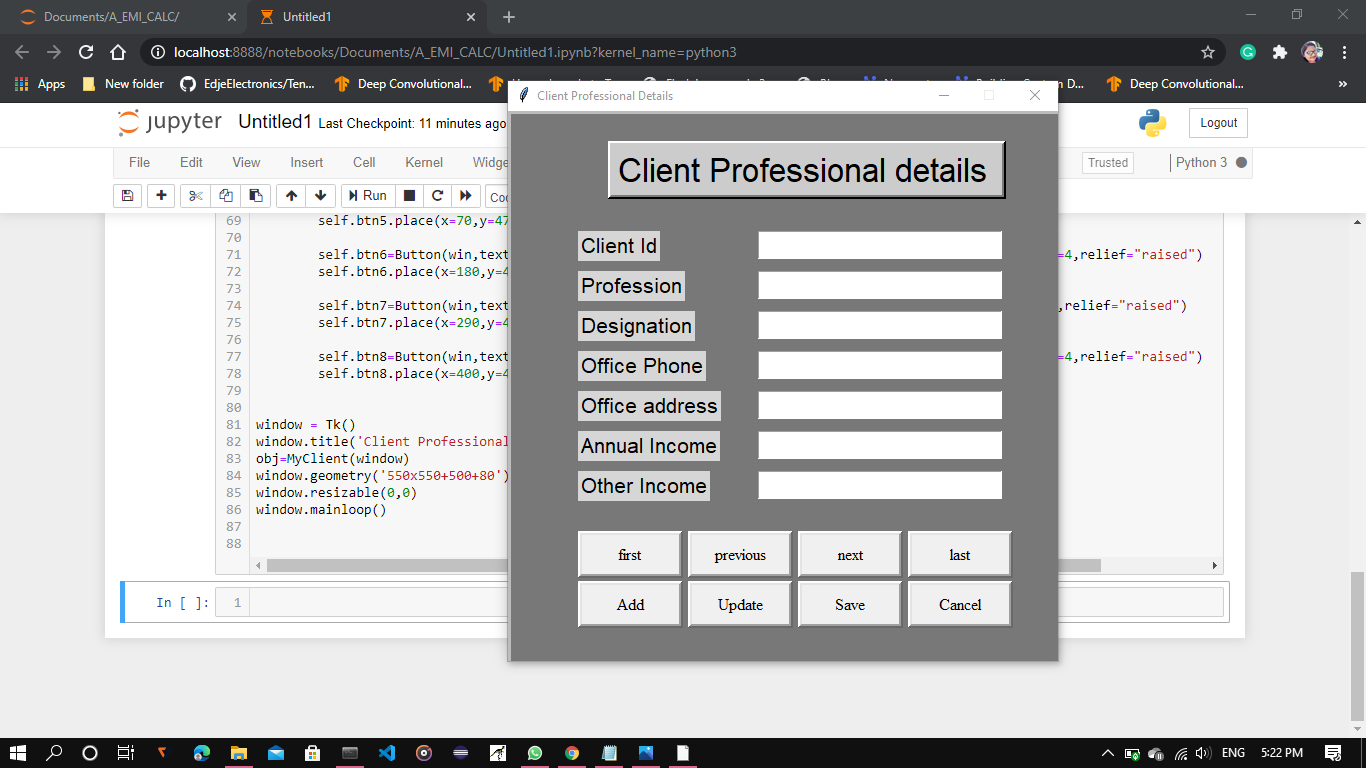 Documents/A_EMI_CALC/
Untitled1
localhost:8888/notebooks/Documents/A_EMI_CALC/Untitled1.ipynb?kernel_name=python3
Apps New folder EdjeElectronics/Ten... Deep Convolutional... D... Deep Convolutional...
Client Professional Details
jupyter Untitled1 Last Checkpoint: 11 minutes ago
Logout
File Edit View Insert Cell Kernel Widge
Trusted Python 3
Run
Client Professional details
69 self.btn5.place(x=70,y=47
70
71 self.btn6=Button(win,text =4,relief="raised")
72 self.btn6.place(x=180,y=4
73
74 self.btn7=Button(win,text ,relief="raised")
75 self.btn7.place(x=290,y=4
76
77 self.btn8=Button(win,text =4,relief="raised")
78 self.btn8.place(x=400,y=4
79
80
81 window = Tk()
82 window.title('Client Professional
83 obj=MyClient(window)
84 window.geometry('550x550+500+80')
85 window.resizable(0,0)
86 window.mainloop()
87
88
Client Id
Profession
Designation
Office Phone
Office address
Annual Income
Other Income
first previous next last
Add Update Save Cancel
In [ ]: 1
ENG 5:22 PM